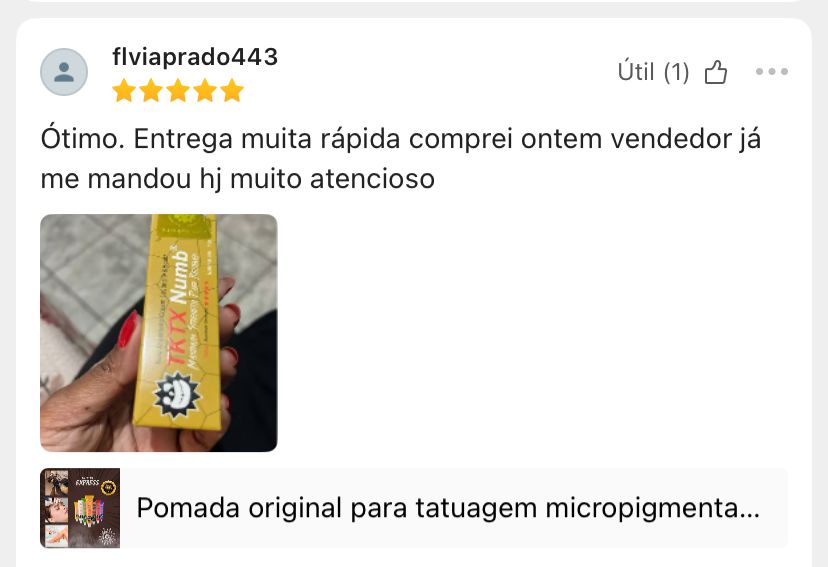 flviaprado443
Útil (1)
Ótimo. Entrega muita rápida comprei ontem vendedor já
me mandou hj muito atencioso
TKTX Numb
EXPRESS
Pomada original para tatuagem micropigmenta...